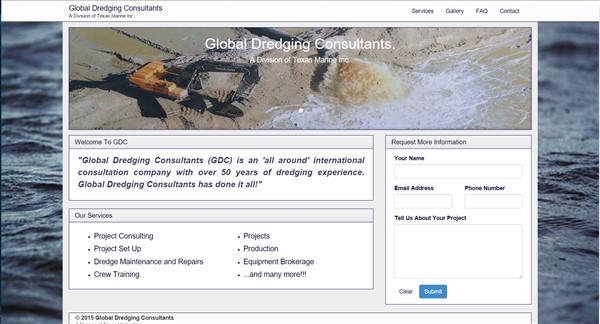 Global Dredging Consultants
A Division of Texas Marine Inc.
Services Gallery FAQ Contact
Global Dredging Consultants.
A Division of Texan Marine Inc.
Welcome To GDC
"Global Dredging Consultants (GDC) is an 'all around' international
consultation company with over 50 years of dredging experience.
Global Dredging Consultants has done it all!"
Our Services
Project Consulting
Project Set Up
Dredge Maintenance and Repairs
Crew Training
Projects
Production
Equipment Brokerage
...and many more!!!
Request More Information
Your Name
Email Address Phone Number
Tell Us About Your Project
Clear Submit
© 2015 Global Dredging Consultants